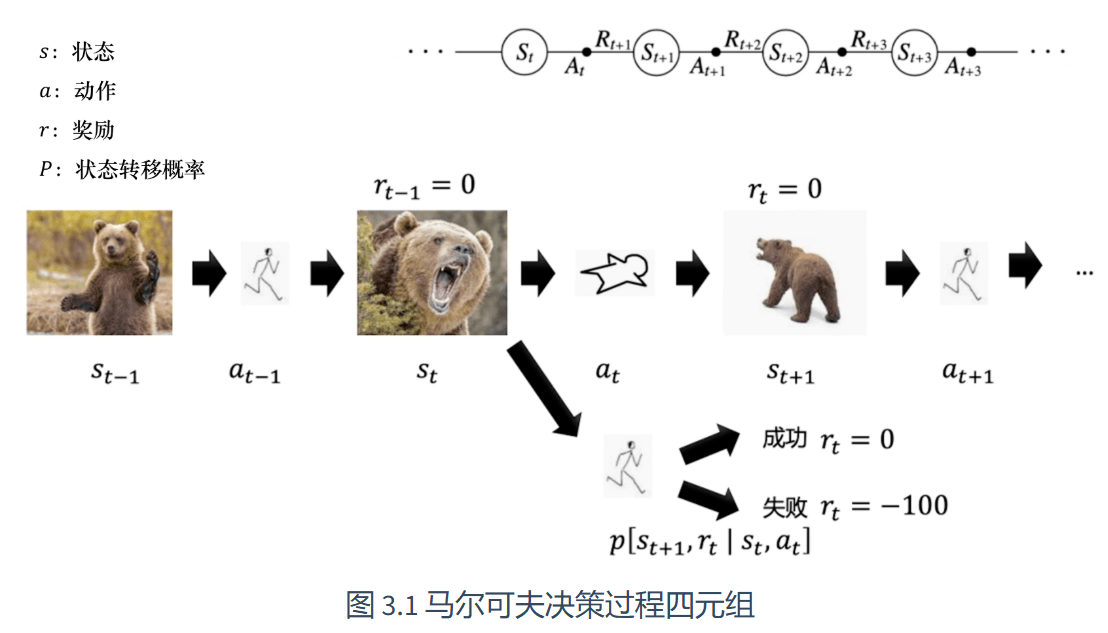 s：状态
a：动作
r：奖励
P：状态转移概率
··· S_t A_t R_{t+1} S_{t+1} A_{t+1} R_{t+2} S_{t+2} A_{t+2} R_{t+3} S_{t+3} A_{t+3} ···
r_{t−1} = 0
r_t = 0
...
s_{t−1} a_{t−1} s_t a_t s_{t+1} a_{t+1}
成功 r_t = 0
失败 r_t = −100
p[s_{t+1}, r_t | s_t, a_t]
图 3.1 马尔可夫决策过程四元组